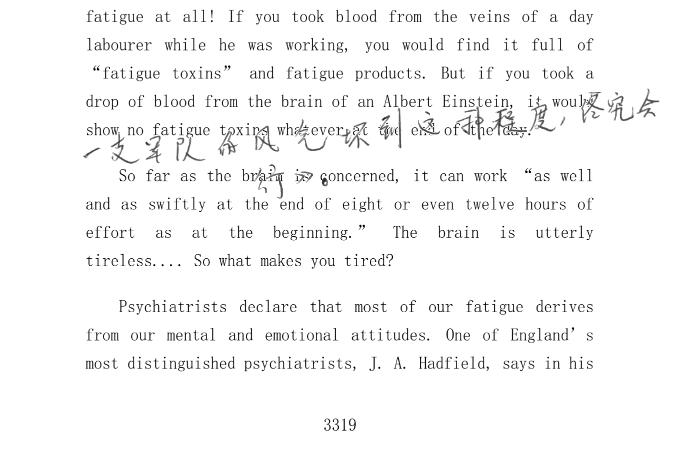 fatigue at all! If you took blood from the veins of a day
labourer while he was working, you would find it full of
“fatigue toxins” and fatigue products. But if you took a
drop of blood from the brain of an Albert Einstein, it would
show no fatigue toxins whatever at the end of the day.
一支军队的风气坏到这种程度，究会
So far as the brain is concerned, it can work “as well
and as swiftly at the end of eight or even twelve hours of
effort as at the beginning.” The brain is utterly
tireless.... So what makes you tired?
Psychiatrists declare that most of our fatigue derives
from our mental and emotional attitudes. One of England’s
most distinguished psychiatrists, J. A. Hadfield, says in his
3319